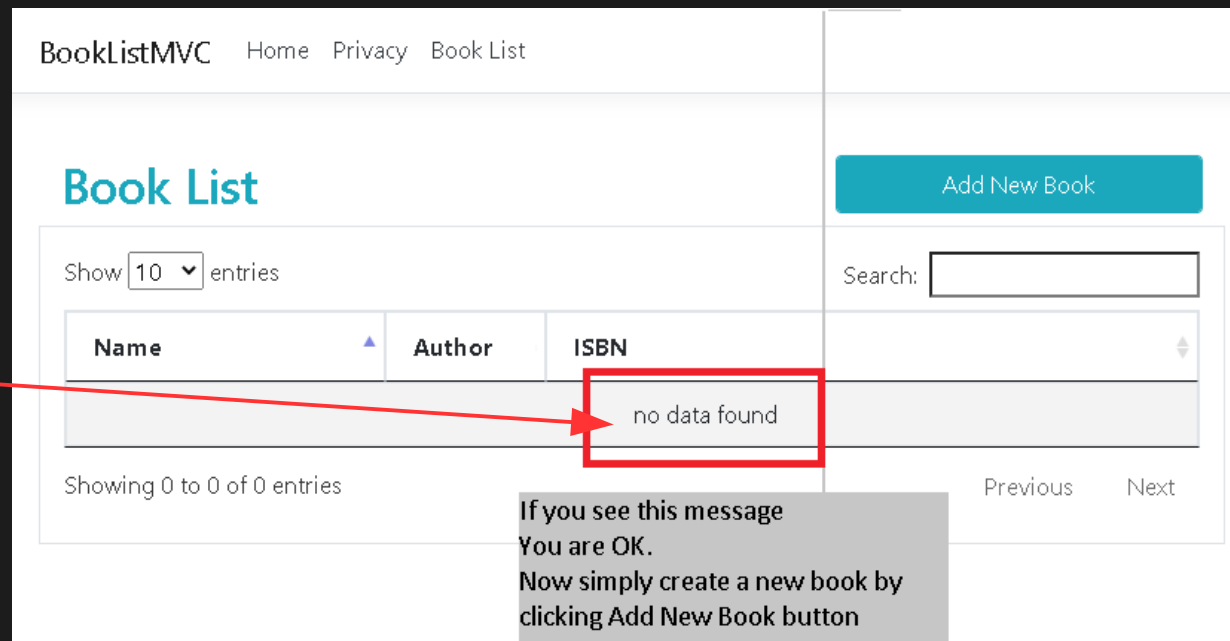 BookListMVC Home Privacy Book List
Book List Add New Book
Show 10 entries Search:
Name Author ISBN
no data found
Showing 0 to 0 of 0 entries Previous Next
If you see this message
You are OK.
Now simply create a new book by
clicking Add New Book button